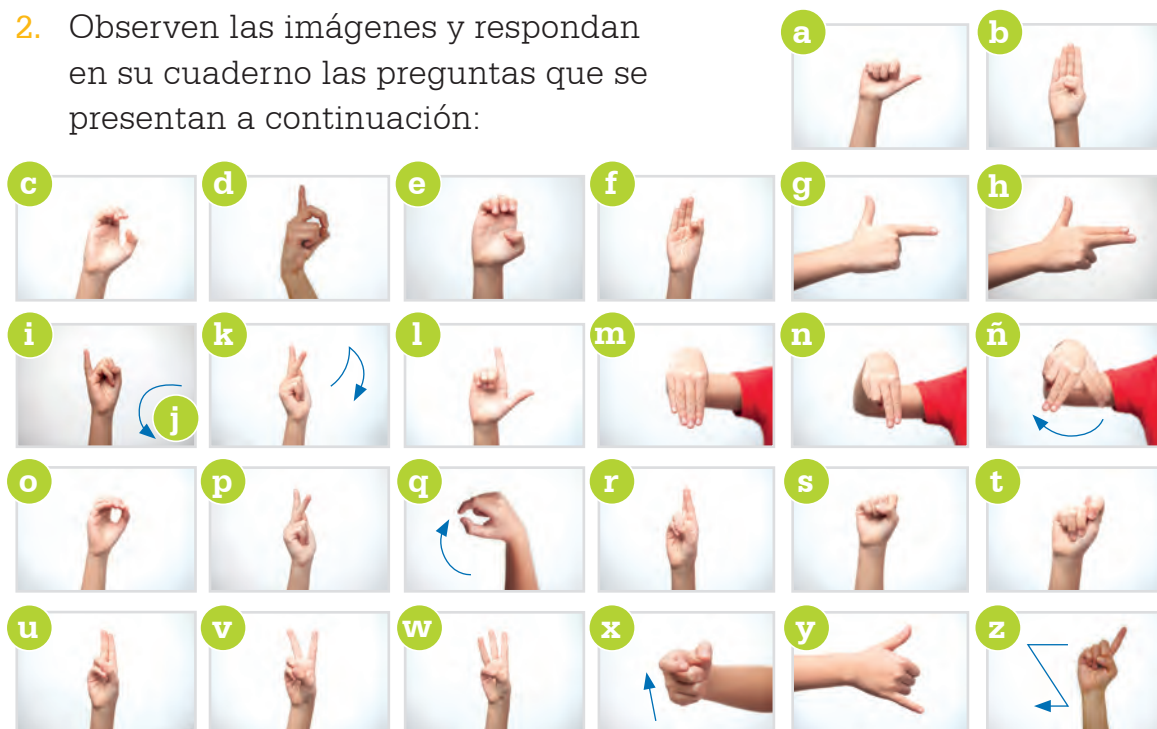 2. Observen las imágenes y respondan
en su cuaderno las preguntas que se
presentan a continuación:
a b
c d e f g h
i j k l m n ñ
o p q r s t
u v w x y z